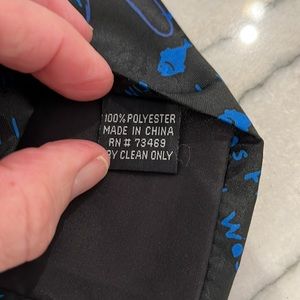 100% POLYESTER
MADE IN CHINA
RN # 73469
CLEAN ONLY